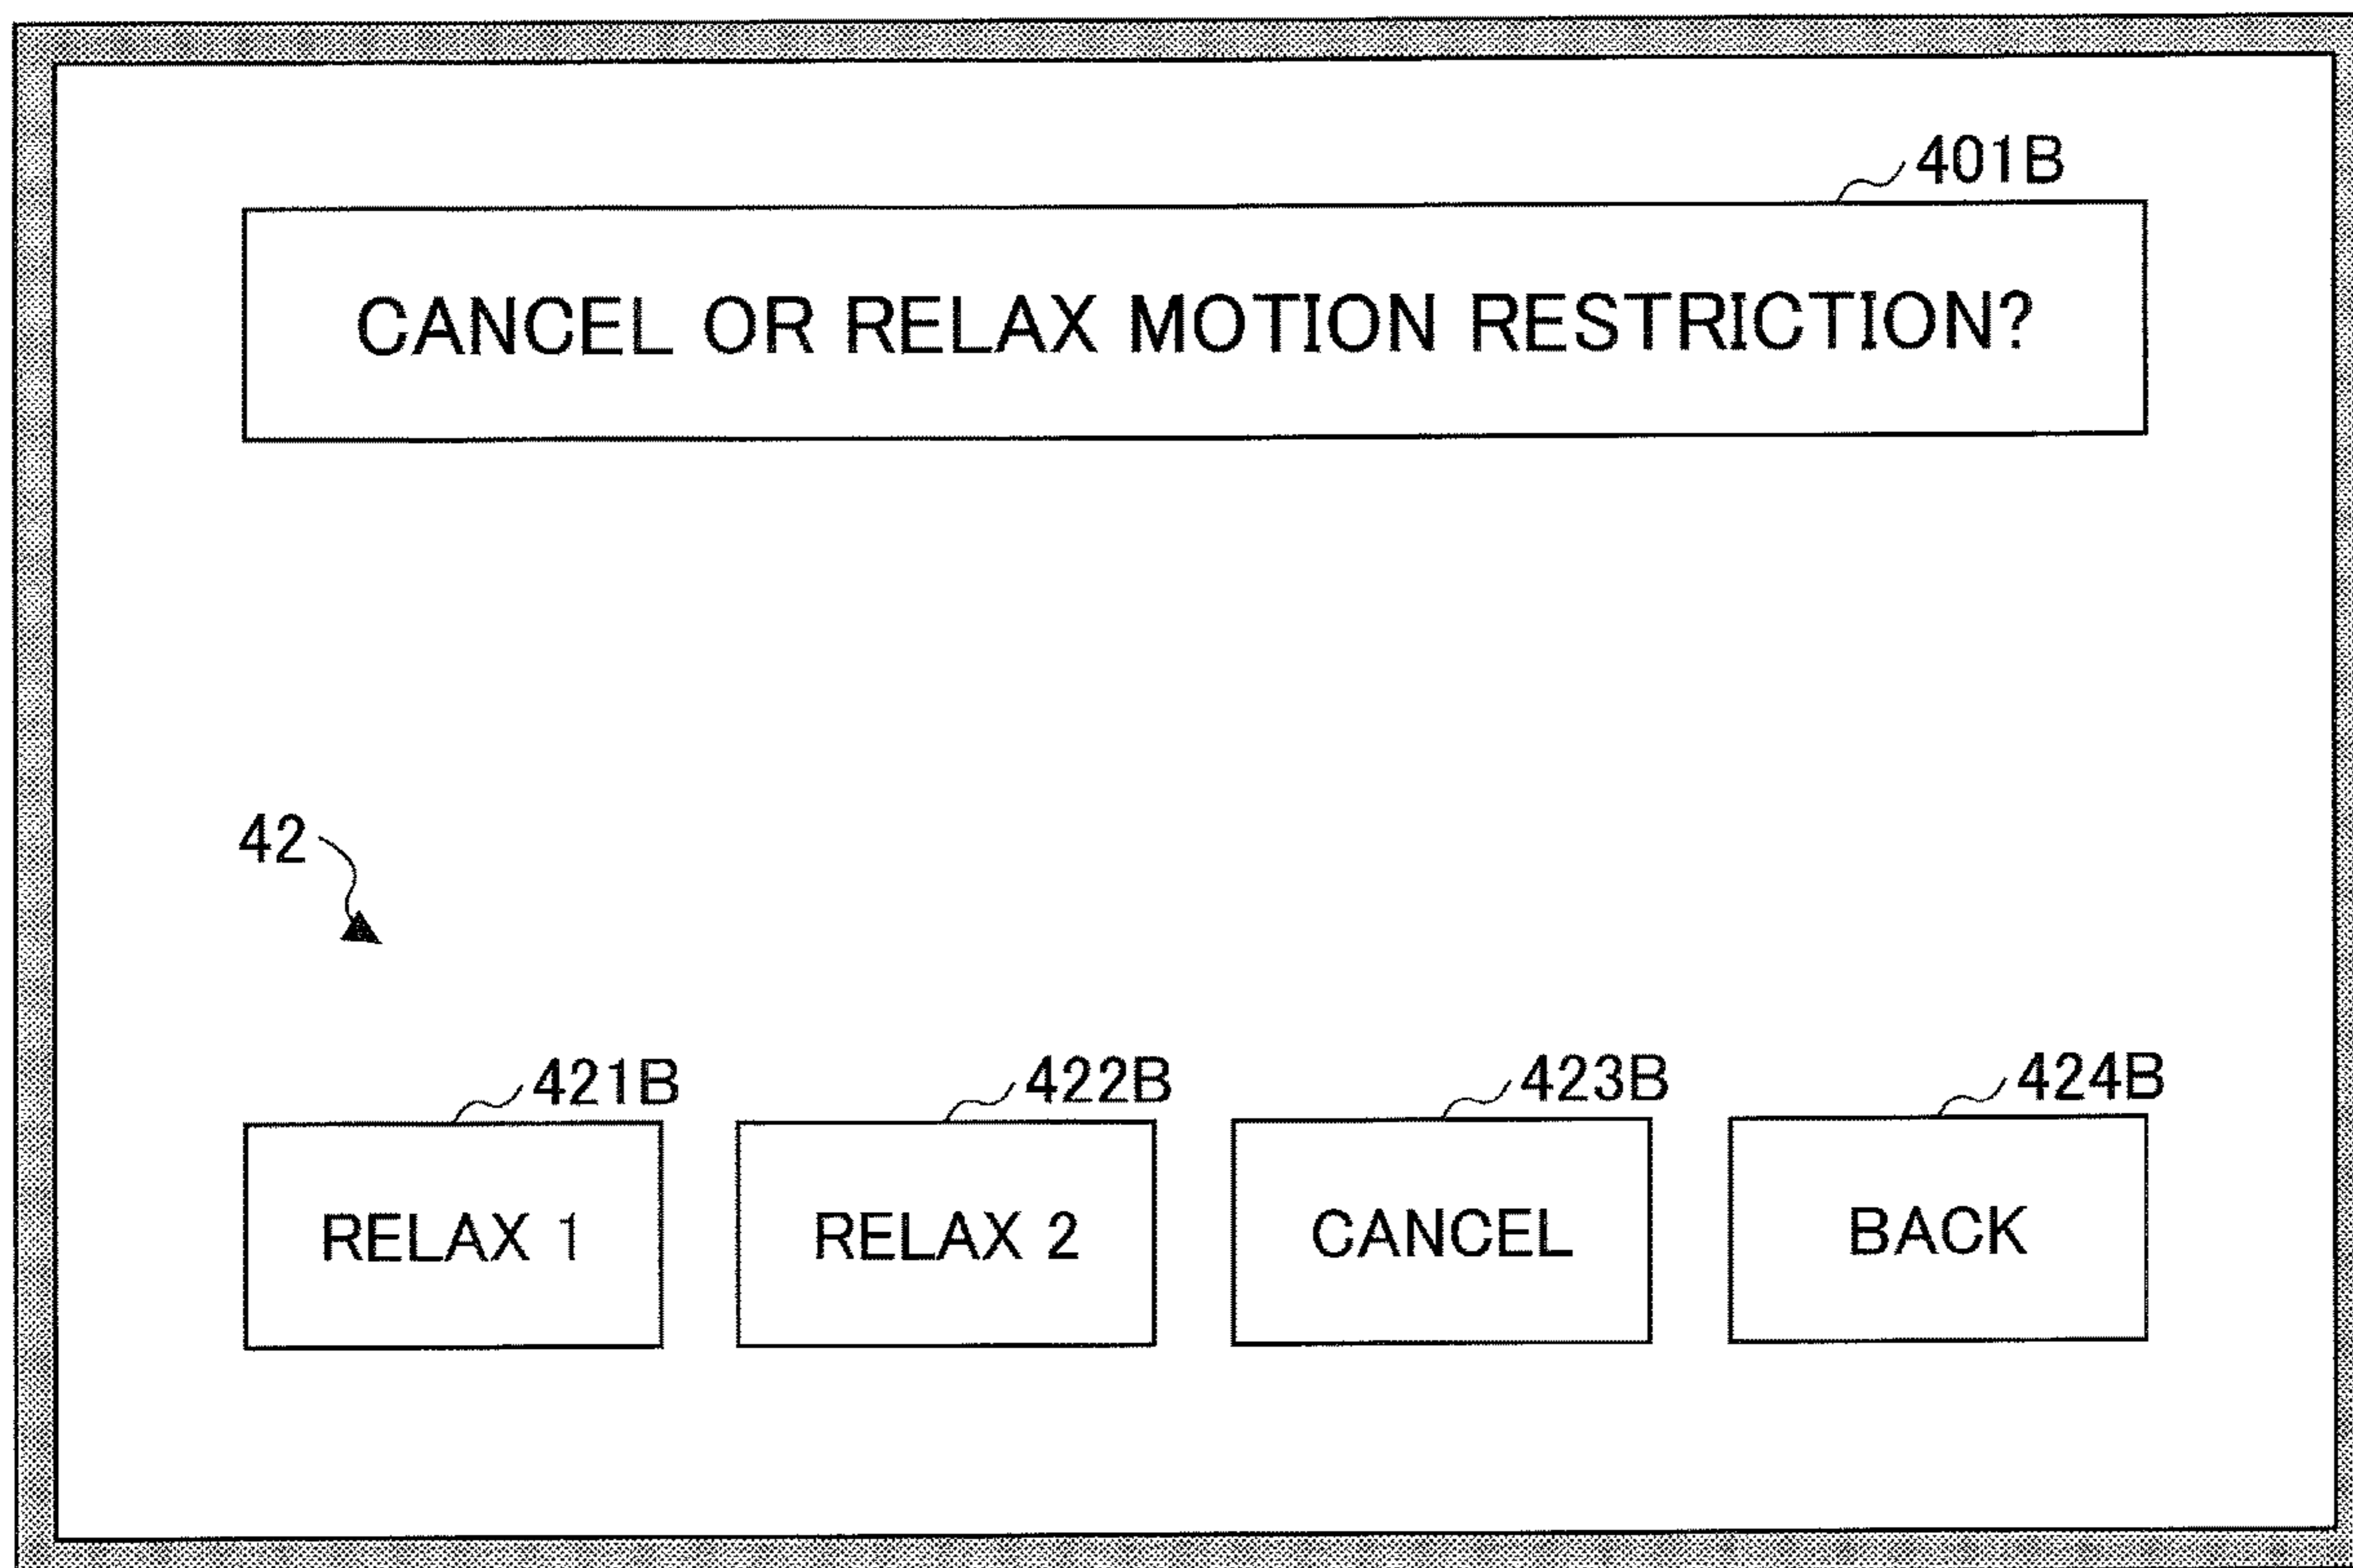 401B
CANCEL OR RELAX MOTION RESTRICTION?
42
421B 422B 423B 424B
RELAX 1 RELAX 2 CANCEL BACK